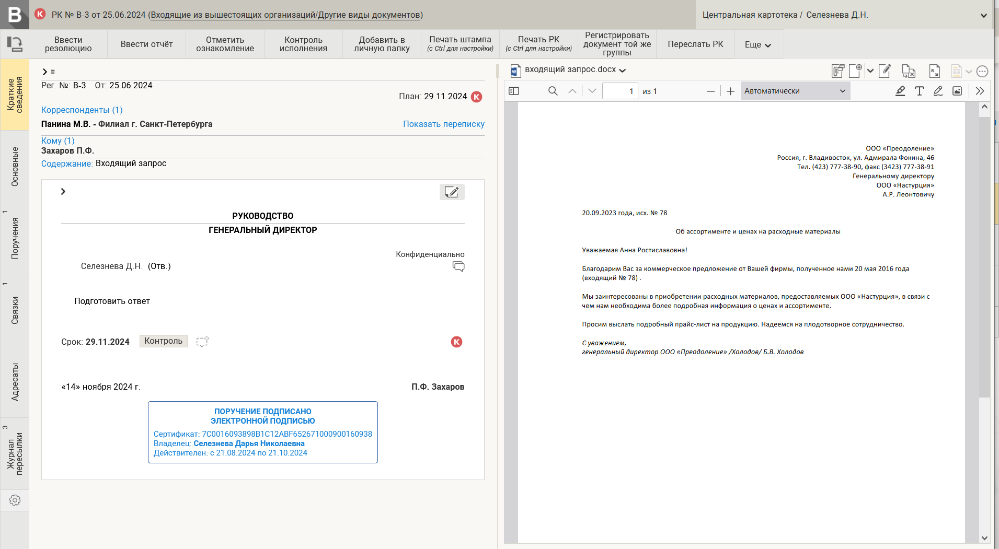 В
К РК № В-3 от 25.06.2024 (Входящие из вышестоящих организаций/Другие виды документов)
Центральная картотека / Селезнева Д.Н.
Ввести резолюцию
Ввести отчёт
Отметить ознакомление
Контроль исполнения
Добавить в личную папку
Печать штампа (с Ctrl для настройки)
Печать РК (с Ctrl для настройки)
Регистрировать документ той же группы
Переслать РК
Еще
Краткие сведения
Основные
1
Поручения
1
Связки
Адресаты
3
Журнал пересылки
Рег. №: В-3 От: 25.06.2024
План: 29.11.2024 К
Корреспонденты (1)
Панина М.В. - Филиал г. Санкт-Петербурга
Показать переписку
Кому (1)
Захаров П.Ф.
Содержание: Входящий запрос
РУКОВОДСТВО
ГЕНЕРАЛЬНЫЙ ДИРЕКТОР
Конфиденциально
Селезнева Д.Н. (Отв.)
Подготовить ответ
Срок: 29.11.2024 Контроль К
«14» ноября 2024 г. П.Ф. Захаров
ПОРУЧЕНИЕ ПОДПИСАНО
ЭЛЕКТРОННОЙ ПОДПИСЬЮ
Сертификат: 7C0016093898B1C12ABF652671000900160938
Владелец: Селезнева Дарья Николаевна
Действителен: с 21.08.2024 по 21.10.2024
входящий запрос.docx
1 из 1
Автоматически
ООО «Преодоление»
Россия, г. Владивосток, ул. Адмирала Фокина, 46
Тел. (423) 777-38-90, факс (3423) 777-38-91
Генеральному директору
ООО «Настурция»
А.Р. Леонтовичу
20.09.2023 года, исх. № 78
Об ассортименте и ценах на расходные материалы
Уважаемая Анна Ростиславовна!
Благодарим Вас за коммерческое предложение от Вашей фирмы, полученное нами 20 мая 2016 года
(входящий № 78) .
Мы заинтересованы в приобретении расходных материалов, предоставляемых ООО «Настурция», в связи с
чем нам необходима более подробная информация о ценах и ассортименте.
Просим выслать подробный прайс-лист на продукцию. Надеемся на плодотворное сотрудничество.
С уважением,
генеральный директор ООО «Преодоление» /Холодов/ Б.В. Холодов